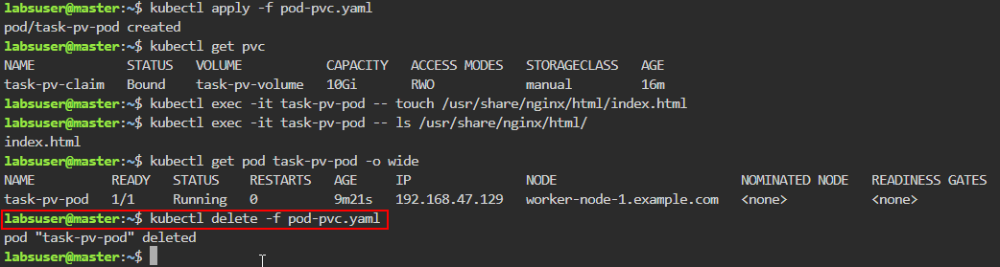 labsuser@master:~$ kubectl apply -f pod-pvc.yaml
pod/task-pv-pod created
labsuser@master:~$ kubectl get pvc
NAME STATUS VOLUME CAPACITY ACCESS MODES STORAGECLASS AGE
task-pv-claim Bound task-pv-volume 10Gi RWO manual 16m
labsuser@master:~$ kubectl exec -it task-pv-pod -- touch /usr/share/nginx/html/index.html
labsuser@master:~$ kubectl exec -it task-pv-pod -- ls /usr/share/nginx/html/
index.html
labsuser@master:~$ kubectl get pod task-pv-pod -o wide
NAME READY STATUS RESTARTS AGE IP NODE NOMINATED NODE READINESS GATES
task-pv-pod 1/1 Running 0 9m21s 192.168.47.129 worker-node-1.example.com <none> <none>
labsuser@master:~$ kubectl delete -f pod-pvc.yaml
pod "task-pv-pod" deleted
labsuser@master:~$